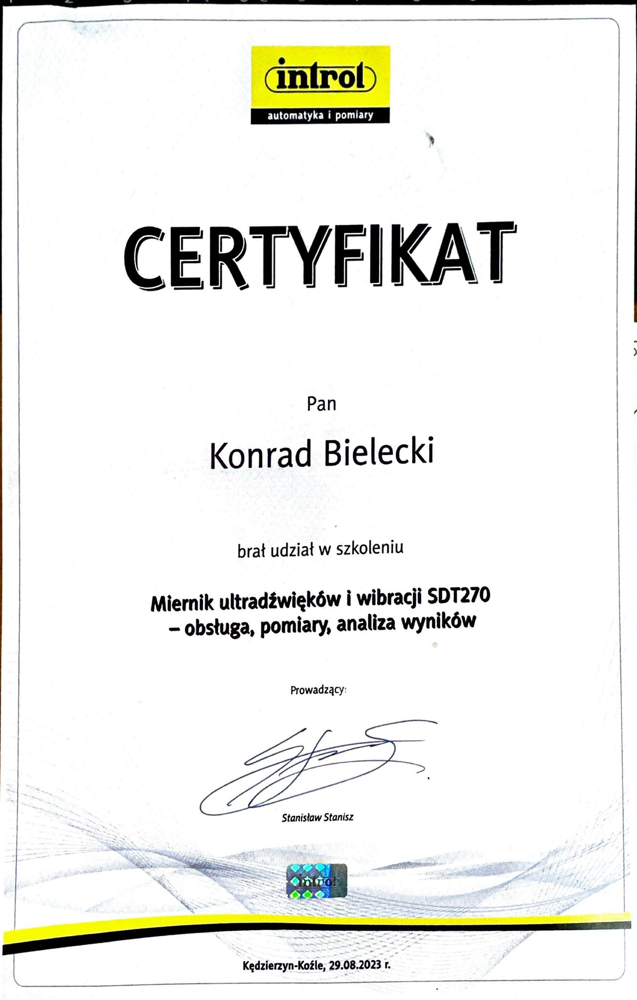 introl
automatyka i pomiary
CERTYFIKAT
Pan
Konrad Bielecki
brał udział w szkoleniu
Miernik ultradźwięków i wibracji SDT270
– obsługa, pomiary, analiza wyników
Prowadzący:
Stanisław Stanisz
introl
Kędzierzyn-Koźle, 29.08.2023 r.